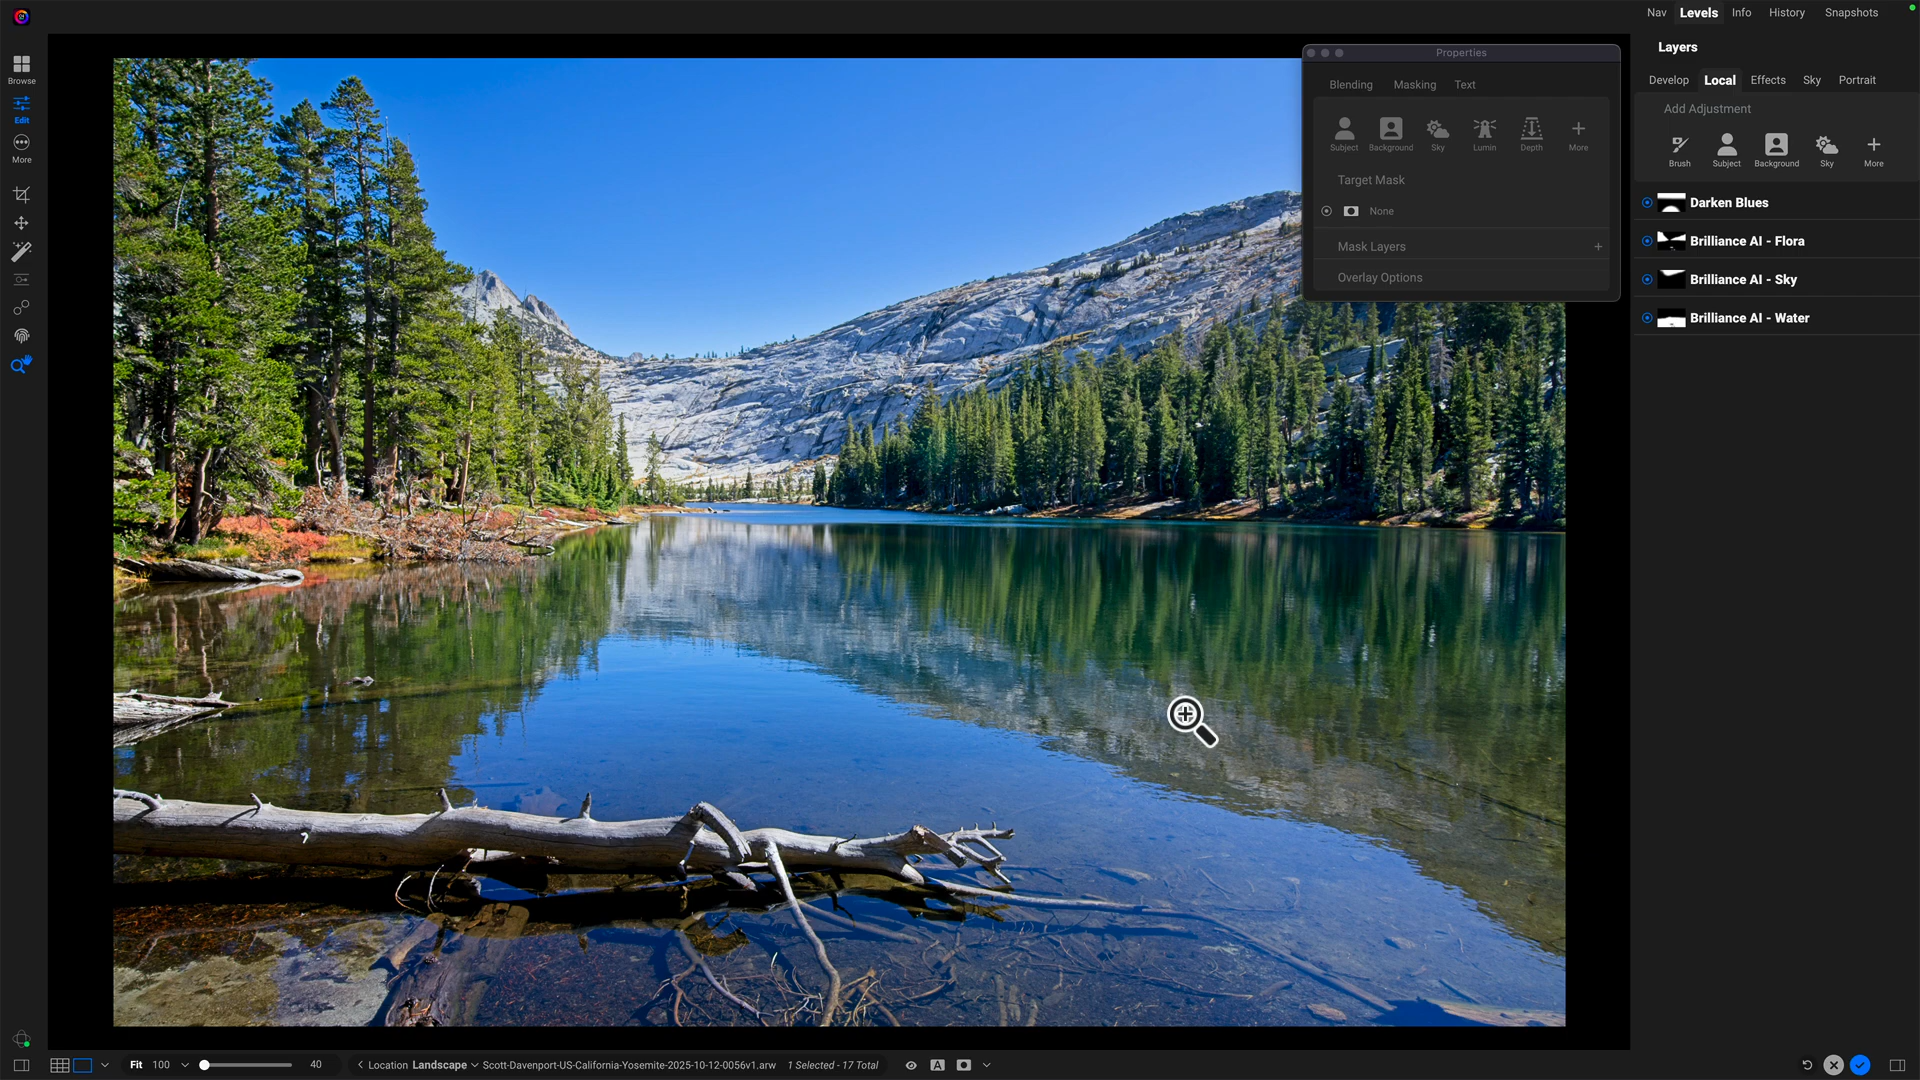 Nav Levels Info History Snapshots
Layers
Develop Local Effects Sky Portrait
Add Adjustment
Brush Subject Background Sky More
Darken Blues
Brilliance AI - Flora
Brilliance AI - Sky
Brilliance AI - Water
Properties
Blending Masking Text
Subject Background Sky Lumin Depth More
Target Mask
None
Mask Layers +
Overlay Options
Browse
Edit
More
Fit 100 40 Location Landscape Scott-Davenport-US-California-Yosemite-2025-10-12-0056v1.arw 1 Selected - 17 Total A